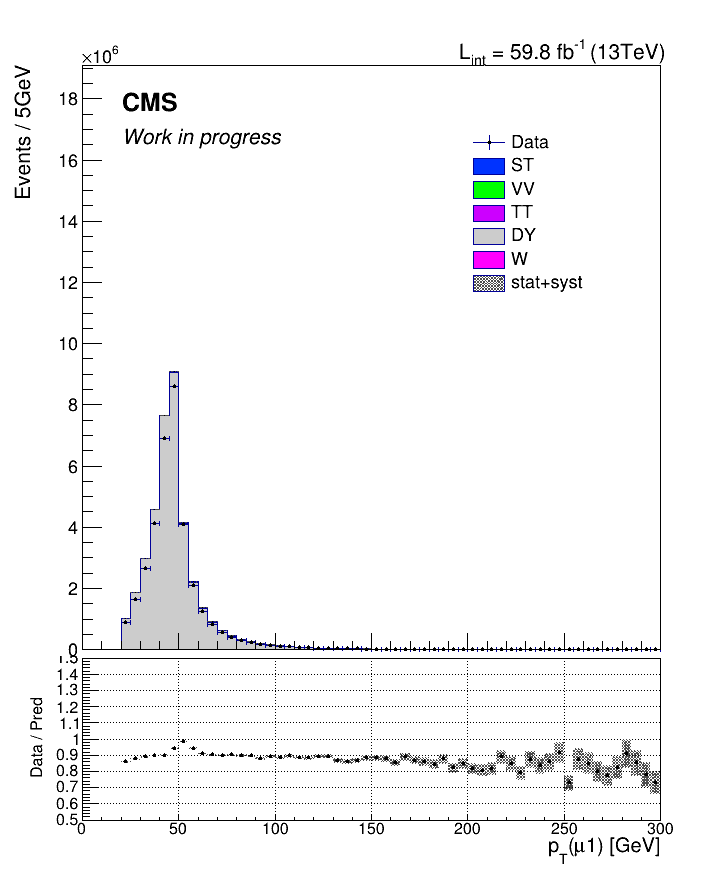 ×10⁶
L_int = 59.8 fb⁻¹ (13TeV)
Events / 5GeV
CMS
Work in progress
Data
ST
VV
TT
DY
W
stat+syst
18
16
14
12
10
8
6
4
2
0
Data / Pred
1.5
1.4
1.3
1.2
1.1
1
0.9
0.8
0.7
0.6
0.5
0 50 100 150 200 250 300
p_T(μ1) [GeV]